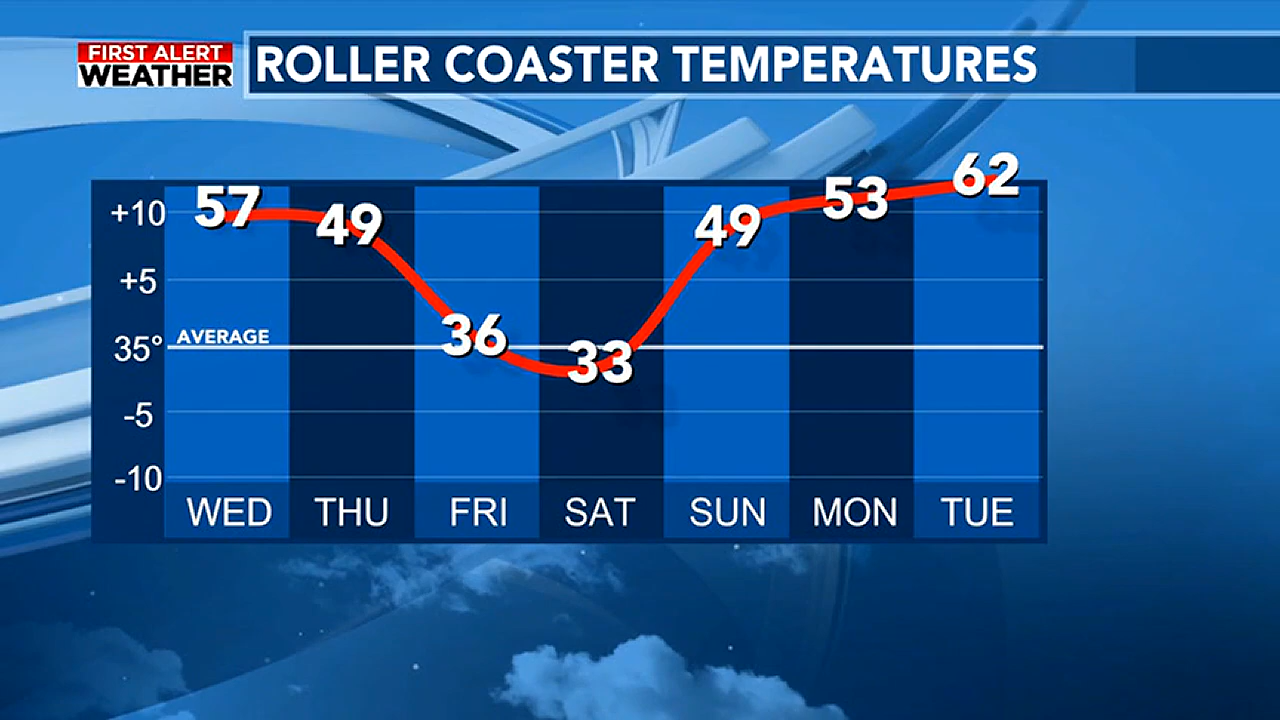 FIRST ALERT
WEATHER
ROLLER COASTER TEMPERATURES
+10
+5
35°
-5
-10
AVERAGE
57
49
36
33
49
53
62
WED THU FRI SAT SUN MON TUE